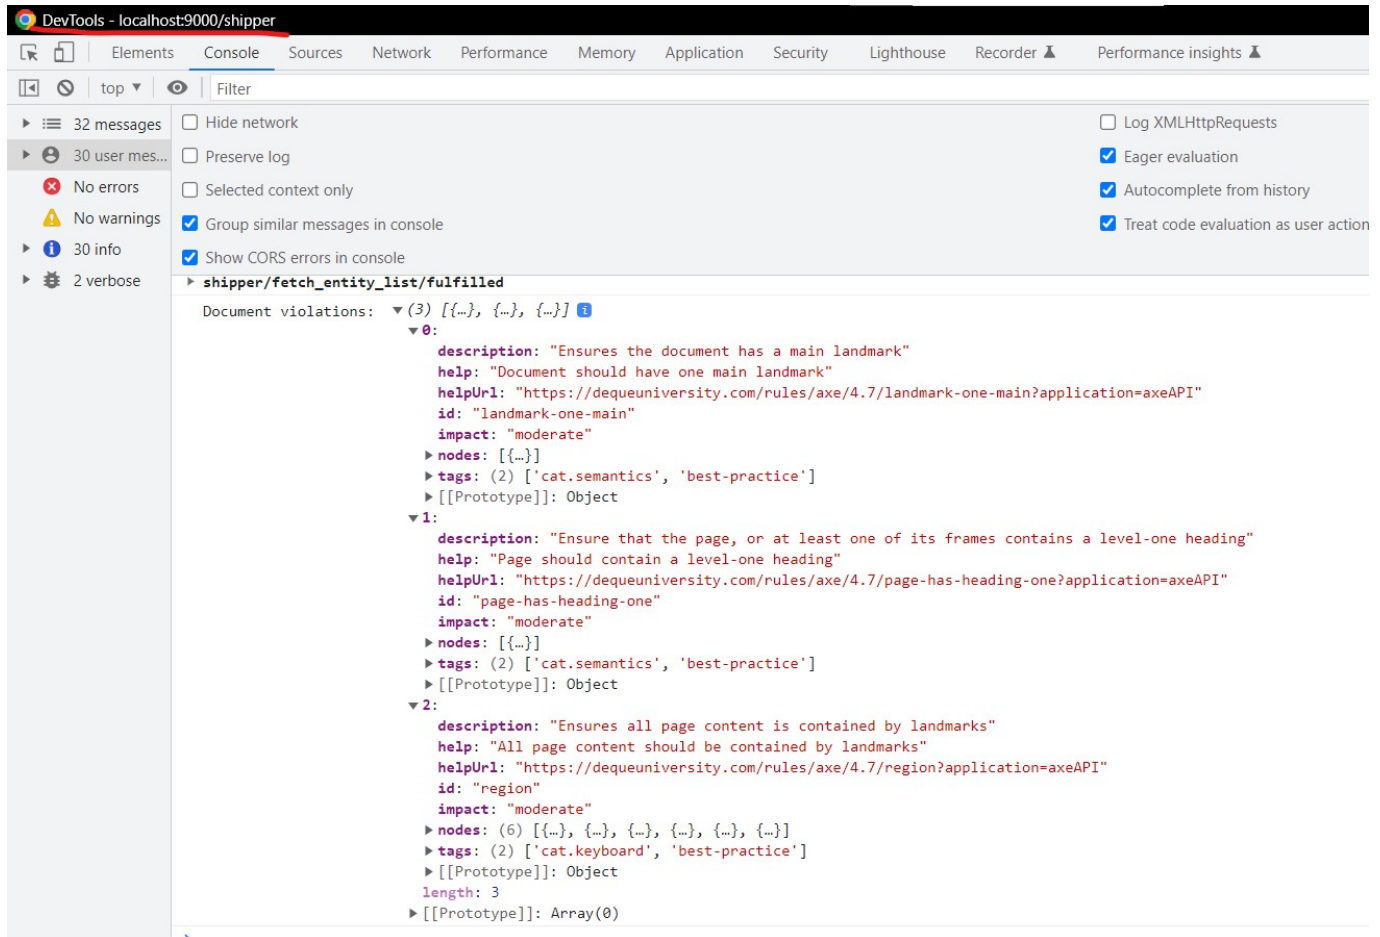 DevTools - localhost:9000/shipper
Elements Console Sources Network Performance Memory Application Security Lighthouse Recorder Performance insights
top ▼ Filter
32 messages
30 user mes...
No errors
No warnings
30 info
2 verbose
Hide network
Preserve log
Selected context only
Group similar messages in console
Show CORS errors in console
Log XMLHttpRequests
Eager evaluation
Autocomplete from history
Treat code evaluation as user action
▶ shipper/fetch_entity_list/fulfilled
Document violations: ▼ (3) [{…}, {…}, {…}] i
▼ 0:
description: "Ensures the document has a main landmark"
help: "Document should have one main landmark"
helpUrl: "https://dequeuniversity.com/rules/axe/4.7/landmark-one-main?application=axeAPI"
id: "landmark-one-main"
impact: "moderate"
▶ nodes: [{…}]
▶ tags: (2) ['cat.semantics', 'best-practice']
▶ [[Prototype]]: Object
▼ 1:
description: "Ensure that the page, or at least one of its frames contains a level-one heading"
help: "Page should contain a level-one heading"
helpUrl: "https://dequeuniversity.com/rules/axe/4.7/page-has-heading-one?application=axeAPI"
id: "page-has-heading-one"
impact: "moderate"
▶ nodes: [{…}]
▶ tags: (2) ['cat.semantics', 'best-practice']
▶ [[Prototype]]: Object
▼ 2:
description: "Ensures all page content is contained by landmarks"
help: "All page content should be contained by landmarks"
helpUrl: "https://dequeuniversity.com/rules/axe/4.7/region?application=axeAPI"
id: "region"
impact: "moderate"
▶ nodes: (6) [{…}, {…}, {…}, {…}, {…}, {…}]
▶ tags: (2) ['cat.keyboard', 'best-practice']
▶ [[Prototype]]: Object
length: 3
▶ [[Prototype]]: Array(0)